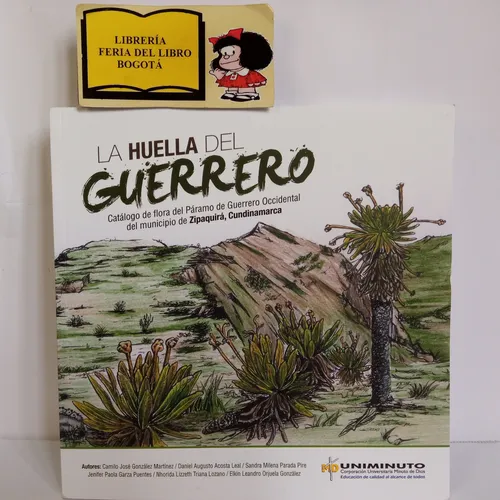 LIBRERÍA
FERIA DEL LIBRO
BOGOTÁ
LA HUELLA DEL
GUERRERO
Catálogo de flora del Páramo de Guerrero Occidental
del municipio de Zipaquirá, Cundinamarca
Autores: Camilo José González Martínez / Daniel Augusto Acosta Leal / Sandra Milena Parada Pire
Jenifer Paola Garza Puentes / Nhorida Lizzeth Triana Lozano / Elkin Leandro Orjuela González
UNIMINUTO
Corporación Universitaria Minuto de Dios
Educación de calidad al alcance de todos